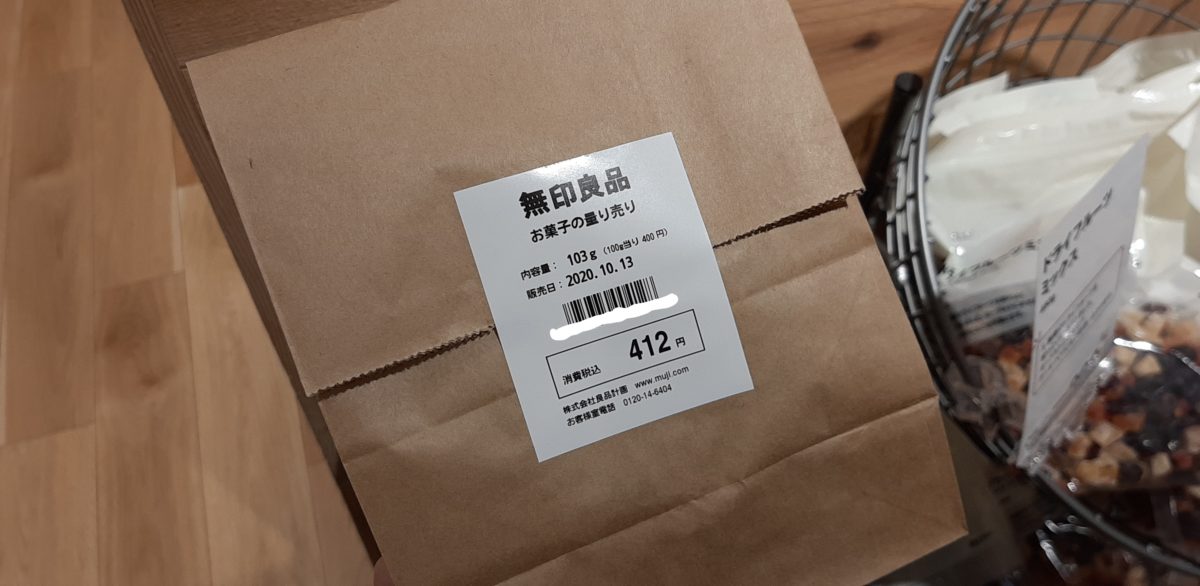 無印良品
お菓子の量り売り
内容量： 103g （100g当り 400 円）
販売日：2020.10.13
消費税込 412 円
株式会社良品計画 www.muji.com
お客様室電話 0120-14-6404
ドライフルーツ
ミックス